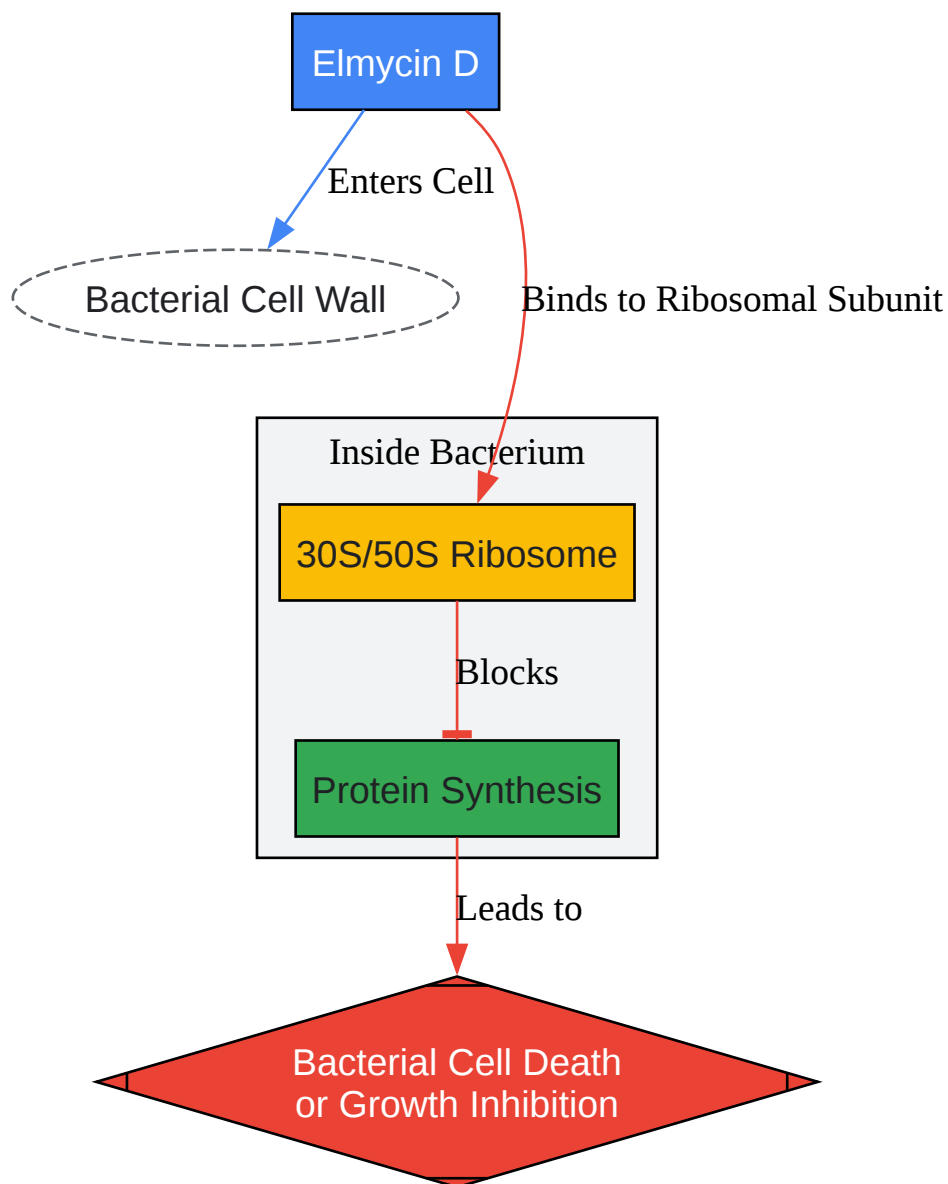 Elmycin D
Enters Cell
Bacterial Cell Wall
Binds to Ribosomal Subunit
Inside Bacterium
30S/50S Ribosome
Blocks
Protein Synthesis
Leads to
Bacterial Cell Death
or Growth Inhibition